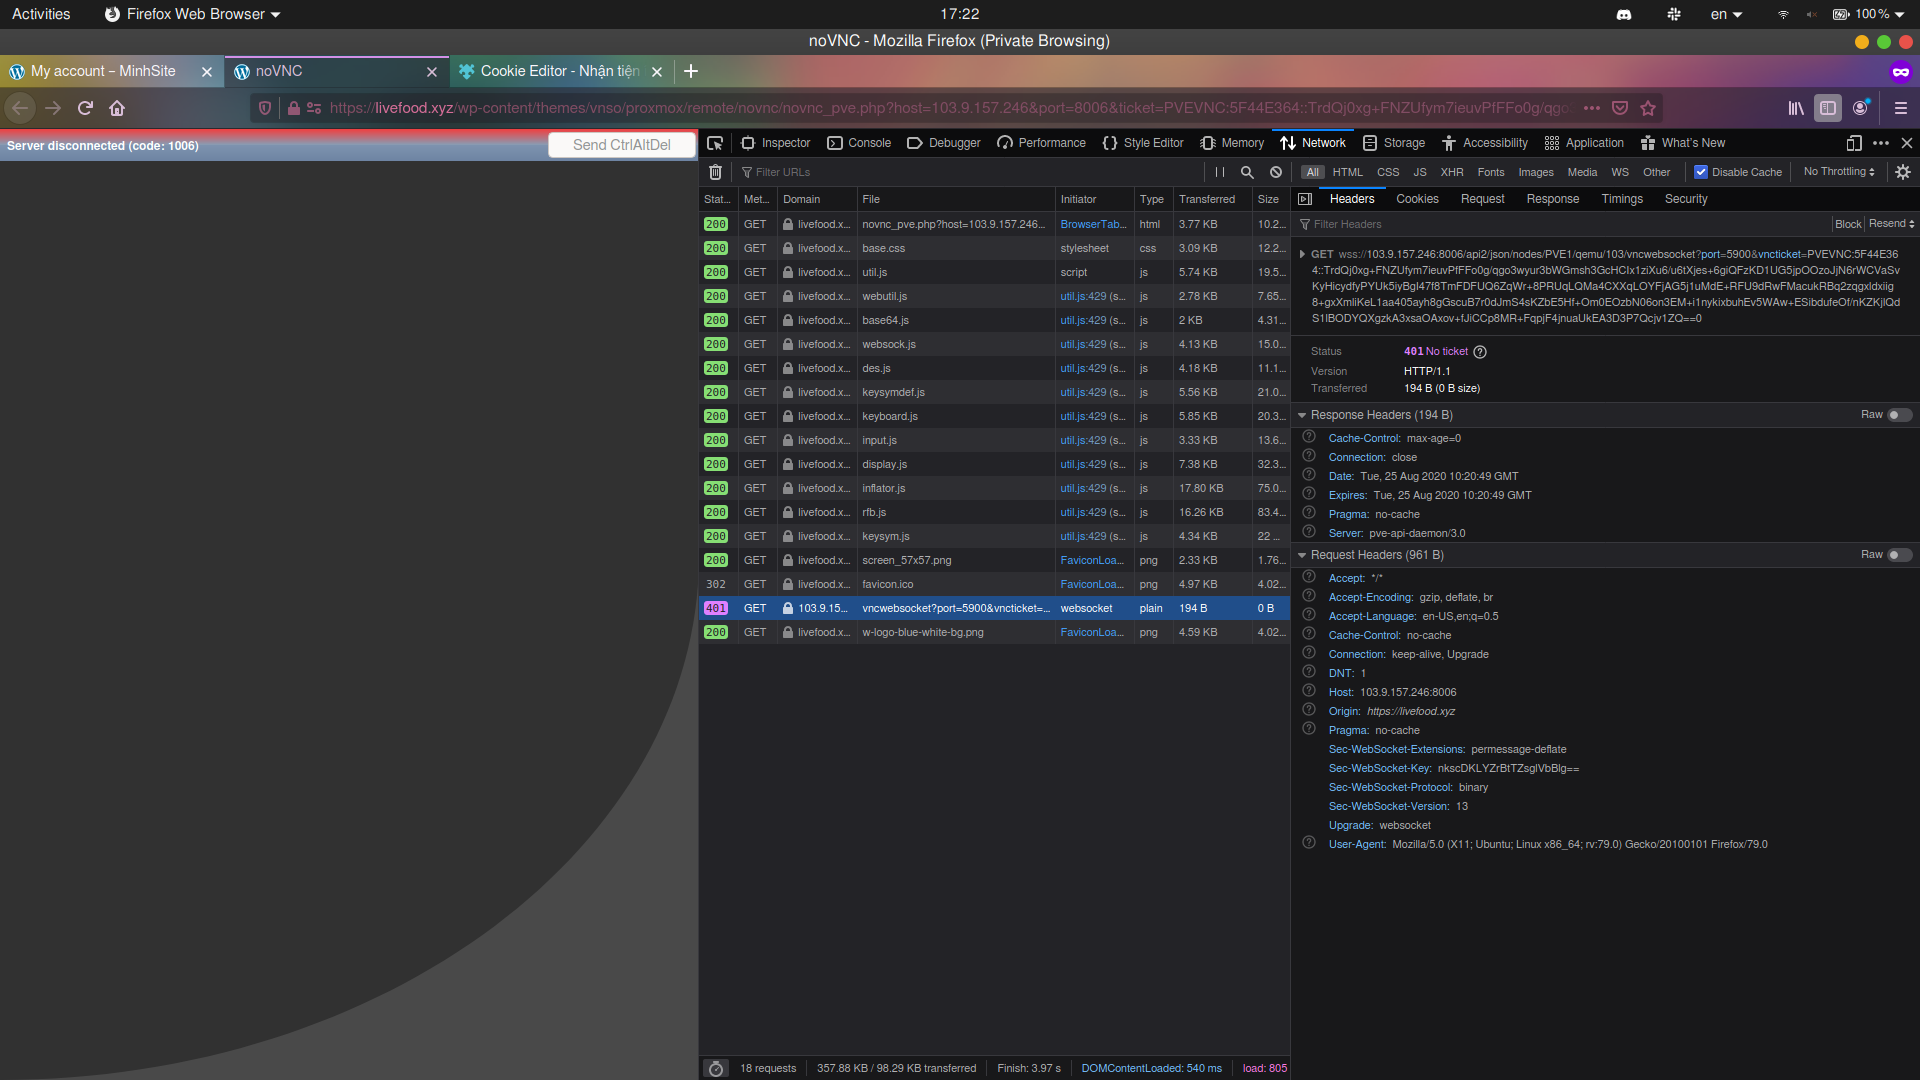 Activities
Firefox Web Browser
17:22
en
100 %
noVNC - Mozilla Firefox (Private Browsing)
My account – MinhSite
noVNC
Cookie Editor - Nhận tiện
https://livefood.xyz/wp-content/themes/vnso/proxmox/remote/novnc/novnc_pve.php?host=103.9.157.246&port=8006&ticket=PVEVNC:5F44E364::TrdQj0xg+FNZUfym7ieuvPfFFo0g/qgo
Server disconnected (code: 1006)
Send CtrlAltDel
Inspector Console Debugger Performance Style Editor Memory Network Storage Accessibility Application What's New
Filter URLs
All HTML CSS JS XHR Fonts Images Media WS Other Disable Cache No Throttling
Stat... Met... Domain File Initiator Type Transferred Size
200 GET livefood.x... novnc_pve.php?host=103.9.157.246... BrowserTab... html 3.77 KB 10.2...
200 GET livefood.x... base.css stylesheet css 3.09 KB 12.2...
200 GET livefood.x... util.js script js 5.74 KB 19.5...
200 GET livefood.x... webutil.js util.js:429 (s... js 2.78 KB 7.65...
200 GET livefood.x... base64.js util.js:429 (s... js 2 KB 4.31...
200 GET livefood.x... websock.js util.js:429 (s... js 4.13 KB 15.0...
200 GET livefood.x... des.js util.js:429 (s... js 4.18 KB 11.1...
200 GET livefood.x... keysymdef.js util.js:429 (s... js 5.56 KB 21.0...
200 GET livefood.x... keyboard.js util.js:429 (s... js 5.85 KB 20.3...
200 GET livefood.x... input.js util.js:429 (s... js 3.33 KB 13.6...
200 GET livefood.x... display.js util.js:429 (s... js 7.38 KB 32.3...
200 GET livefood.x... inflator.js util.js:429 (s... js 17.80 KB 75.0...
200 GET livefood.x... rfb.js util.js:429 (s... js 16.26 KB 83.4...
200 GET livefood.x... keysym.js util.js:429 (s... js 4.34 KB 22 ...
200 GET livefood.x... screen_57x57.png FaviconLoa... png 2.33 KB 1.76...
302 GET livefood.x... favicon.ico FaviconLoa... png 4.97 KB 4.02...
401 GET 103.9.15... vncwebsocket?port=5900&vncticket=... websocket plain 194 B 0 B
200 GET livefood.x... w-logo-blue-white-bg.png FaviconLoa... png 4.59 KB 4.02...
18 requests 357.88 KB / 98.29 KB transferred Finish: 3.97 s DOMContentLoaded: 540 ms load: 805
Headers Cookies Request Response Timings Security
Filter Headers
Block Resend
GET wss://103.9.157.246:8006/api2/json/nodes/PVE1/qemu/103/vncwebsocket?port=5900&vncticket=PVEVNC:5F44E36
4::TrdQj0xg+FNZUfym7ieuvPfFFo0g/qgo3wyur3bWGmsh3GcHCIx1ziXu6/u6tXjes+6giQFzKD1UG5jpOOzoJjN6rWCVaSv
KyHicydfyPYUk5iyBgI47f8TmFDFUQ6ZqWr+8PRUqLQMa4CXXqLOYFjAG5j1uMdE+RFU9dRwFMacukRBq2zqgxldxiig
8+gxXmliKeL1aa405ayh8gGscuB7r0dJmS4sKZbE5Hf+Om0EOzbN06on3EM+i1nykixbuhEv5WAw+ESibdufeOf/nKZKjlQd
S1lBODYQXgzkA3xsaOAxov+fJiCCp8MR+FqpjF4jnuaUkEA3D3P7Qcjv1ZQ==0
Status 401 No ticket
Version HTTP/1.1
Transferred 194 B (0 B size)
Response Headers (194 B)
Raw
Cache-Control: max-age=0
Connection: close
Date: Tue, 25 Aug 2020 10:20:49 GMT
Expires: Tue, 25 Aug 2020 10:20:49 GMT
Pragma: no-cache
Server: pve-api-daemon/3.0
Request Headers (961 B)
Raw
Accept: */*
Accept-Encoding: gzip, deflate, br
Accept-Language: en-US,en;q=0.5
Cache-Control: no-cache
Connection: keep-alive, Upgrade
DNT: 1
Host: 103.9.157.246:8006
Origin: https://livefood.xyz
Pragma: no-cache
Sec-WebSocket-Extensions: permessage-deflate
Sec-WebSocket-Key: nkscDKLYZrBtTZsglVbBlg==
Sec-WebSocket-Protocol: binary
Sec-WebSocket-Version: 13
Upgrade: websocket
User-Agent: Mozilla/5.0 (X11; Ubuntu; Linux x86_64; rv:79.0) Gecko/20100101 Firefox/79.0